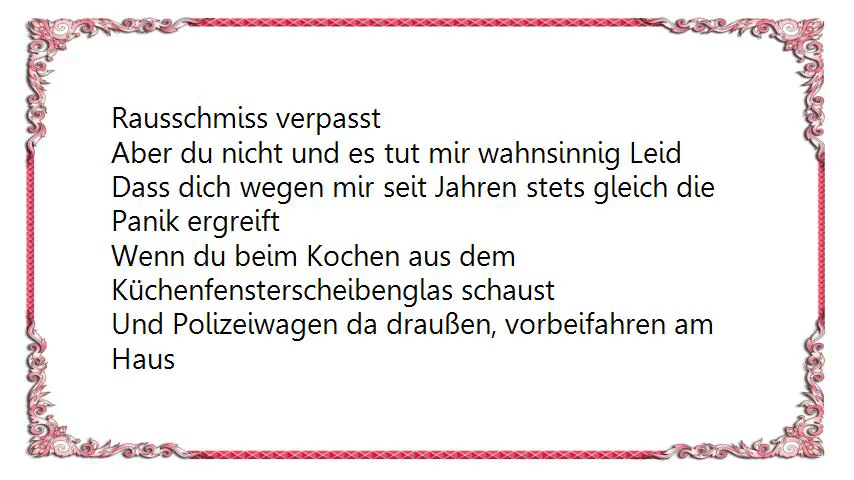 Rausschmiss verpasst
Aber du nicht und es tut mir wahnsinnig Leid
Dass dich wegen mir seit Jahren stets gleich die
Panik ergreift
Wenn du beim Kochen aus dem
Küchenfensterscheibenglas schaust
Und Polizeiwagen da draußen, vorbeifahren am
Haus